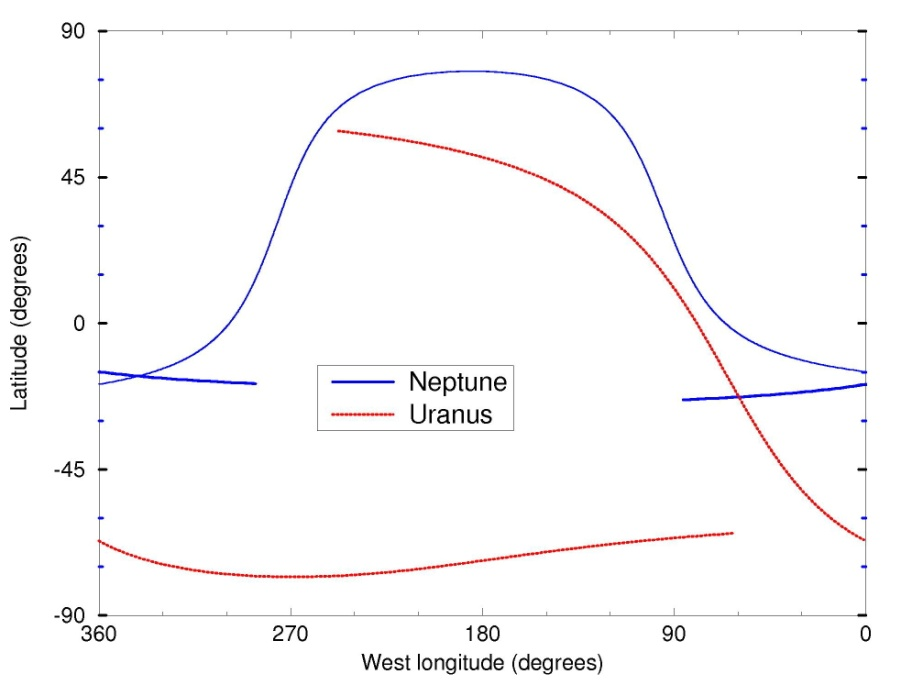 90
45
0
-45
-90
Latitude (degrees)
Neptune
Uranus
360 270 180 90 0
West longitude (degrees)